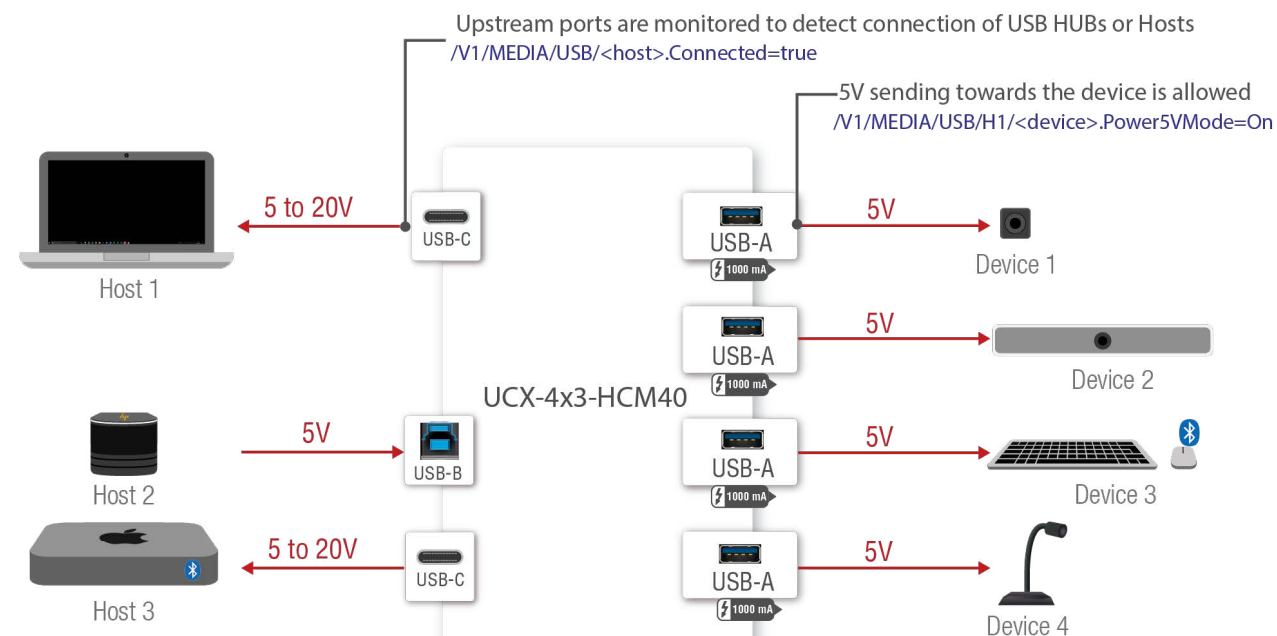 Upstream ports are monitored to detect connection of USB HUBs or Hosts
/V1/MEDIA/USB/<host>.Connected=true
5V sending towards the device is allowed
/V1/MEDIA/USB/H1/<device>.Power5VMode=On
5 to 20V
USB-C
Host 1
USB-A
1000 mA
5V
Device 1
USB-A
1000 mA
5V
Device 2
UCX-4x3-HCM40
5V
USB-B
Host 2
USB-A
1000 mA
5V
Device 3
5 to 20V
USB-C
Host 3
USB-A
1000 mA
5V
Device 4